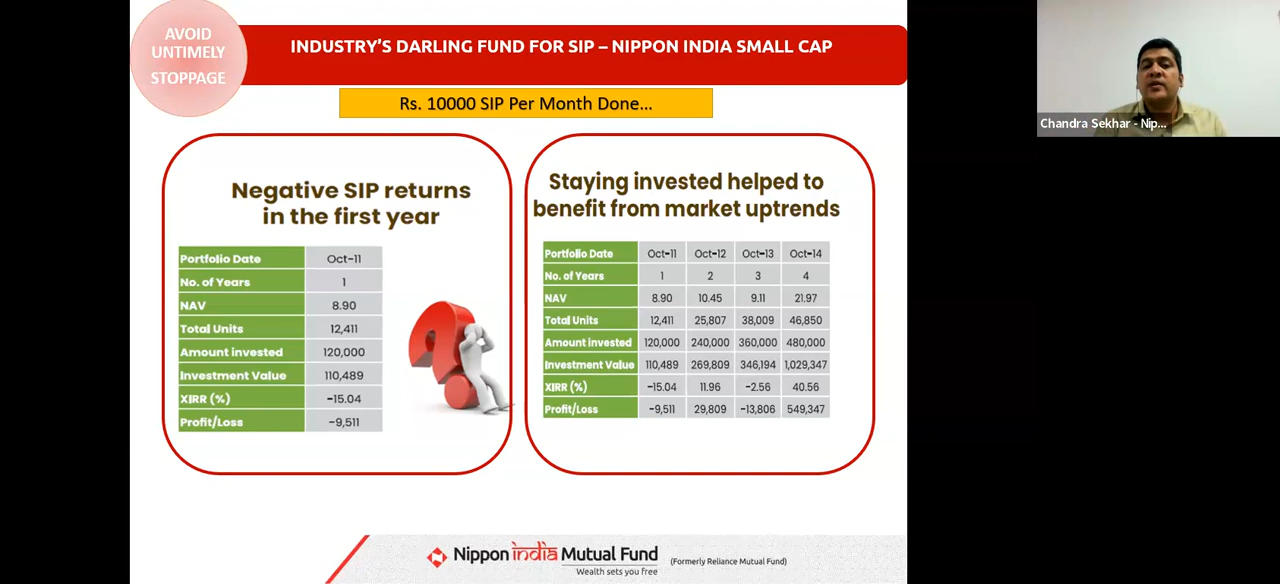 AVOID
UNTIMELY
STOPPAGE
INDUSTRY'S DARLING FUND FOR SIP – NIPPON INDIA SMALL CAP
Rs. 10000 SIP Per Month Done...
Negative SIP returns
in the first year
Portfolio Date Oct-11
No. of Years 1
NAV 8.90
Total Units 12,411
Amount invested 120,000
Investment Value 110,489
XIRR (%) -15.04
Profit/Loss -9,511
Staying invested helped to
benefit from market uptrends
Portfolio Date Oct-11 Oct-12 Oct-13 Oct-14
No. of Years 1 2 3 4
NAV 8.90 10.45 9.11 21.97
Total Units 12,411 25,807 38,009 46,850
Amount invested 120,000 240,000 360,000 480,000
Investment Value 110,489 269,809 346,194 1,029,347
XIRR (%) -15.04 11.96 -2.56 40.56
Profit/Loss -9,511 29,809 -13,806 549,347
Nippon india Mutual Fund (Formerly Reliance Mutual Fund)
Wealth sets you free
Chandra Sekhar - Nip...